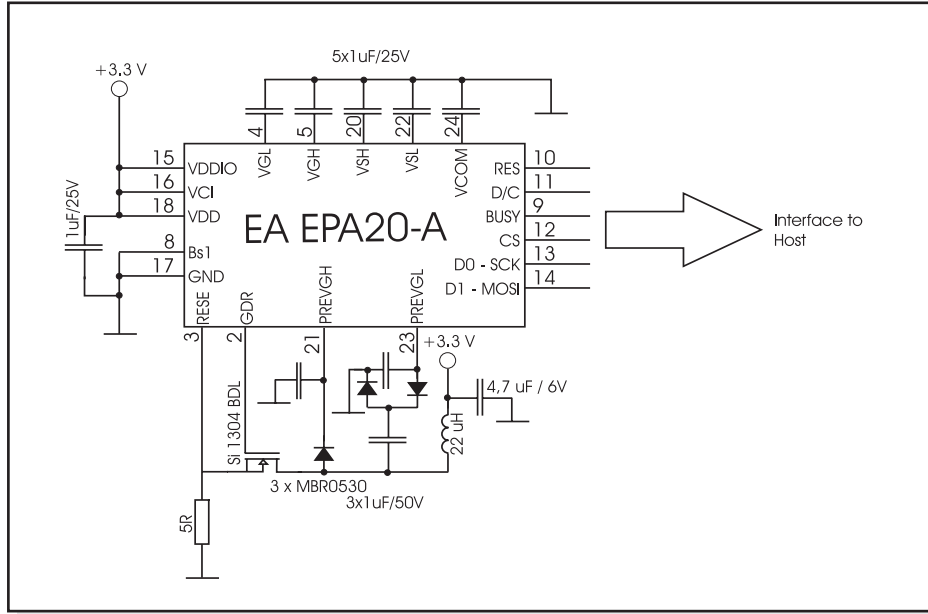 5x1uF/25V
+3.3 V
4
5
20
22
24
VGL
VGH
VSH
VSL
VCOM
15
VDDIO
16
VCI
18
VDD
8
Bs1
17
GND
1uF/25V
EA EPA20-A
RES
10
D/C
11
BUSY
9
CS
12
D0 - SCK
13
D1 - MOSI
14
Interface to
Host
RESE
GDR
PREVGH
PREVGL
3
2
21
23
+3.3 V
4,7 uF / 6V
22 uH
Si 1304 BDL
3 x MBR0530
3x1uF/50V
5R